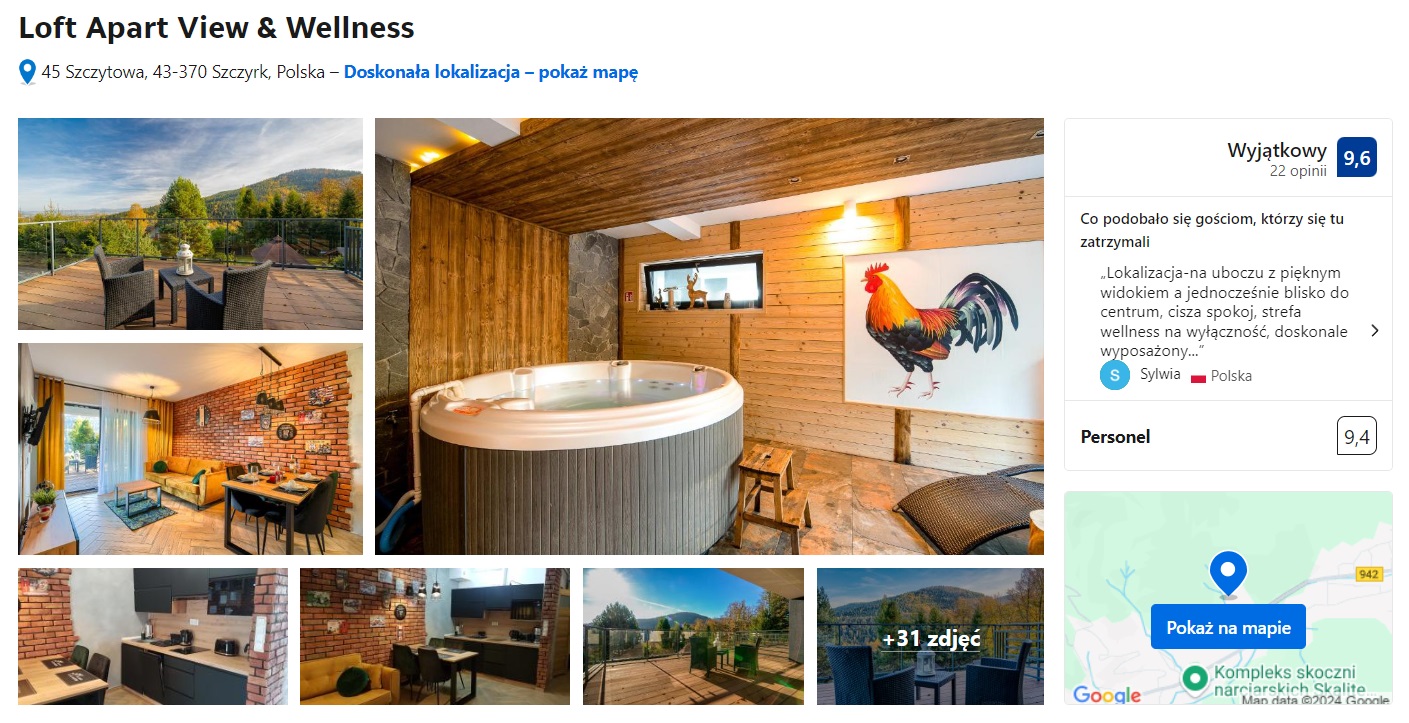 Loft Apart View & Wellness
45 Szczytowa, 43-370 Szczyrk, Polska – Doskonała lokalizacja – pokaż mapę
Wyjątkowy
22 opinii
9,6
Co podobało się gościom, którzy się tu
zatrzymali
„Lokalizacja-na uboczu z pięknym
widokiem a jednocześnie blisko do
centrum, cisza spokoj, strefa
wellness na wyłączność, doskonale
wyposażony...”
S
Sylwia
Polska
Personel
9,4
+31 zdjęć
942
Pokaż na mapie
Kompleks skoczni
narciarskich Skalite
Google
Map data ©2024 Google